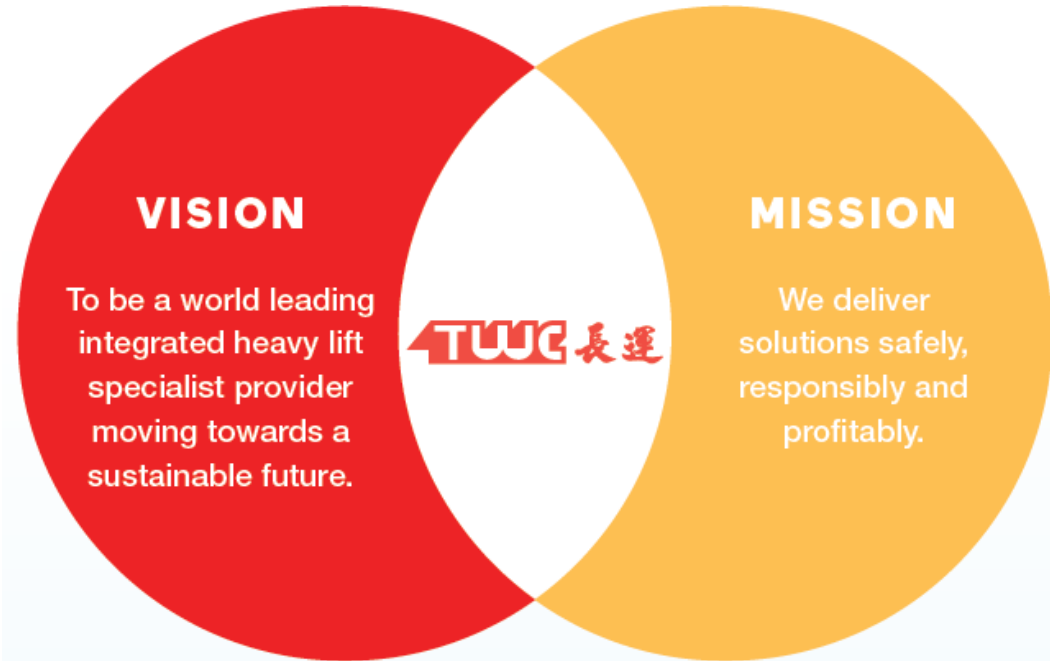 VISION
To be a world leading
integrated heavy lift
specialist provider
moving towards a
sustainable future.
TWC 長運
MISSION
We deliver
solutions safely,
responsibly and
profitably.